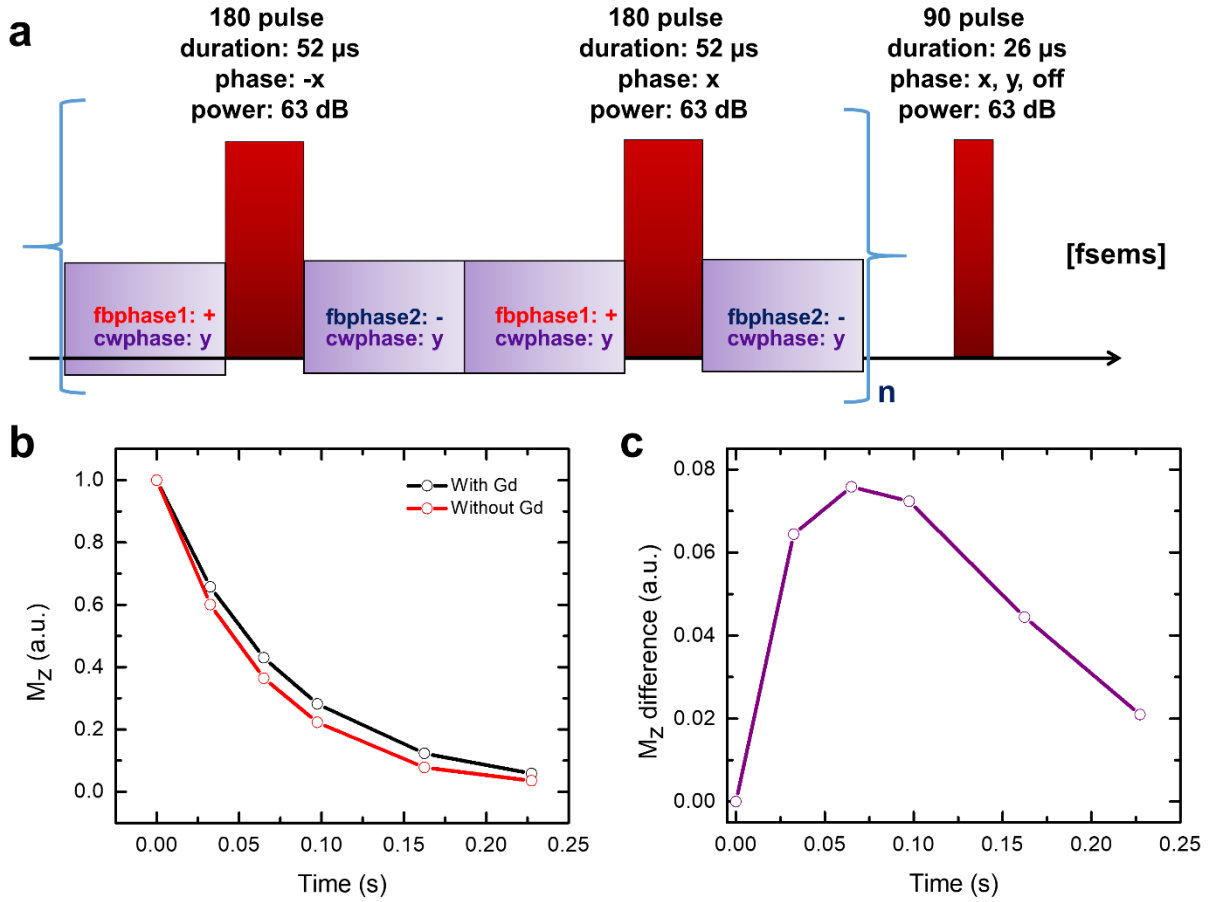 a
180 pulse
duration: 52 µs
phase: -x
power: 63 dB
180 pulse
duration: 52 µs
phase: x
power: 63 dB
90 pulse
duration: 26 µs
phase: x, y, off
power: 63 dB
fbphase1: +
cwphase: y
fbphase2: -
cwphase: y
fbphase1: +
cwphase: y
fbphase2: -
cwphase: y
n
[fsems]
b
With Gd
Without Gd
1.0
0.8
0.6
0.4
0.2
0.0
M_Z (a.u.)
0.00 0.05 0.10 0.15 0.20 0.25
Time (s)
c
0.08
0.06
0.04
0.02
0.00
M_Z difference (a.u.)
0.00 0.05 0.10 0.15 0.20 0.25
Time (s)